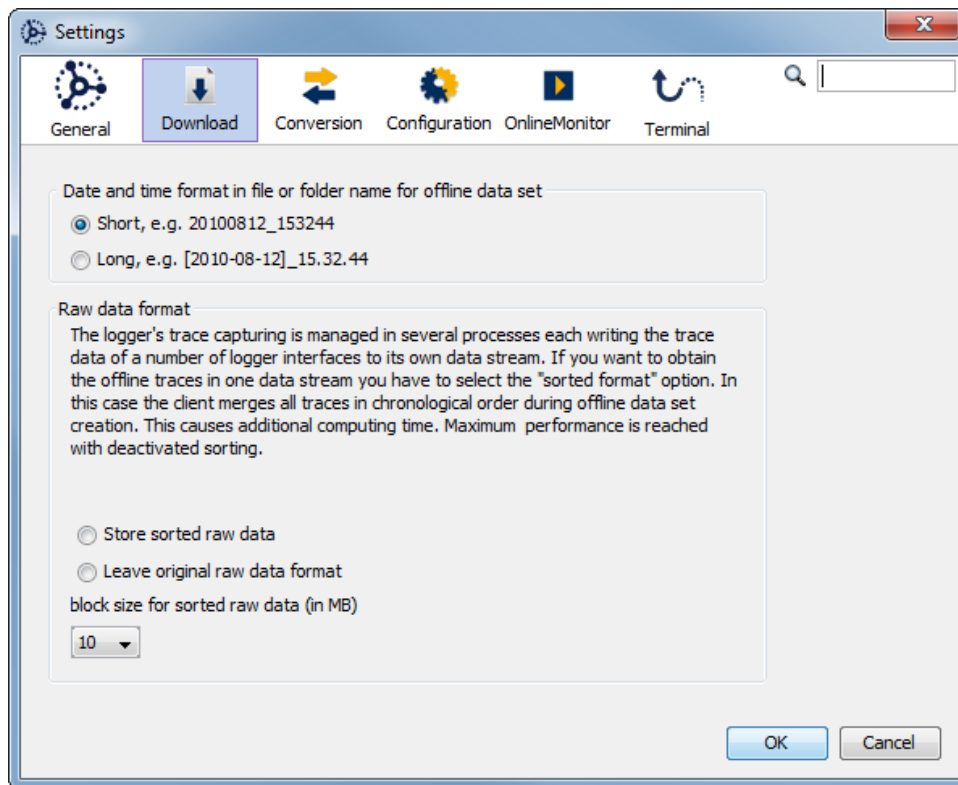 Settings
General
Download
Conversion
Configuration
OnlineMonitor
Terminal
Date and time format in file or folder name for offline data set
Short, e.g. 20100812_153244
Long, e.g. [2010-08-12]_15.32.44
Raw data format
The logger's trace capturing is managed in several processes each writing the trace
data of a number of logger interfaces to its own data stream. If you want to obtain
the offline traces in one data stream you have to select the "sorted format" option. In
this case the client merges all traces in chronological order during offline data set
creation. This causes additional computing time. Maximum  performance is reached
with deactivated sorting.
Store sorted raw data
Leave original raw data format
block size for sorted raw data (in MB)
10
OK
Cancel